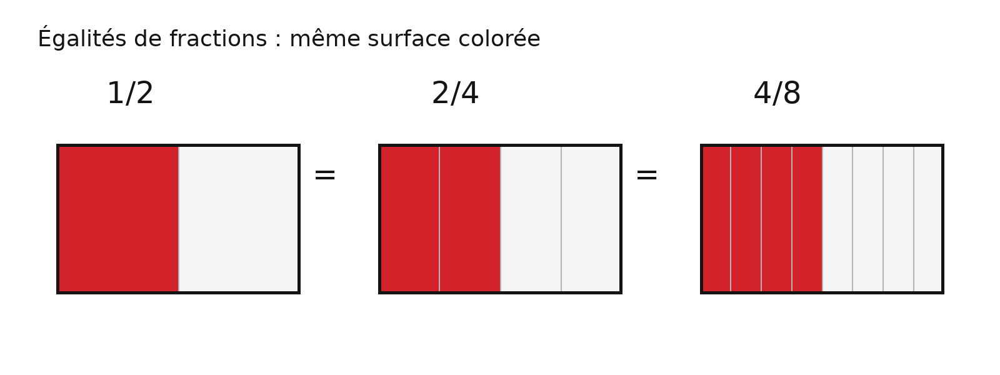 Égalités de fractions : même surface colorée
1/2 2/4 4/8
= =